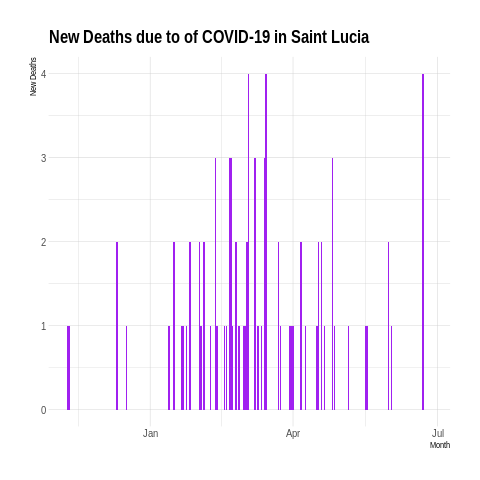 New Deaths due to of COVID-19 in Saint Lucia
New Deaths
4
3
2
1
0
Jan
Apr
Jul
Month